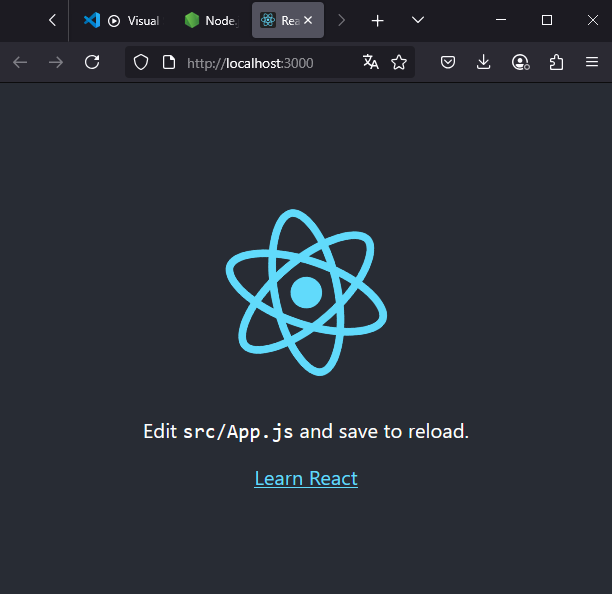 Visual
Node.
Rea
http://localhost:3000
Edit src/App.js and save to reload.
Learn React